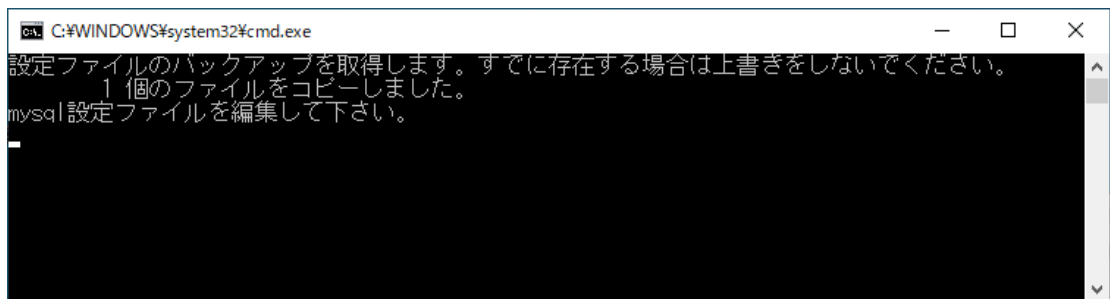 C:¥WINDOWS¥system32¥cmd.exe
設定ファイルのバックアップを取得します。すでに存在する場合は上書きをしないでください。
1 個のファイルをコピーしました。
mysql設定ファイルを編集して下さい。